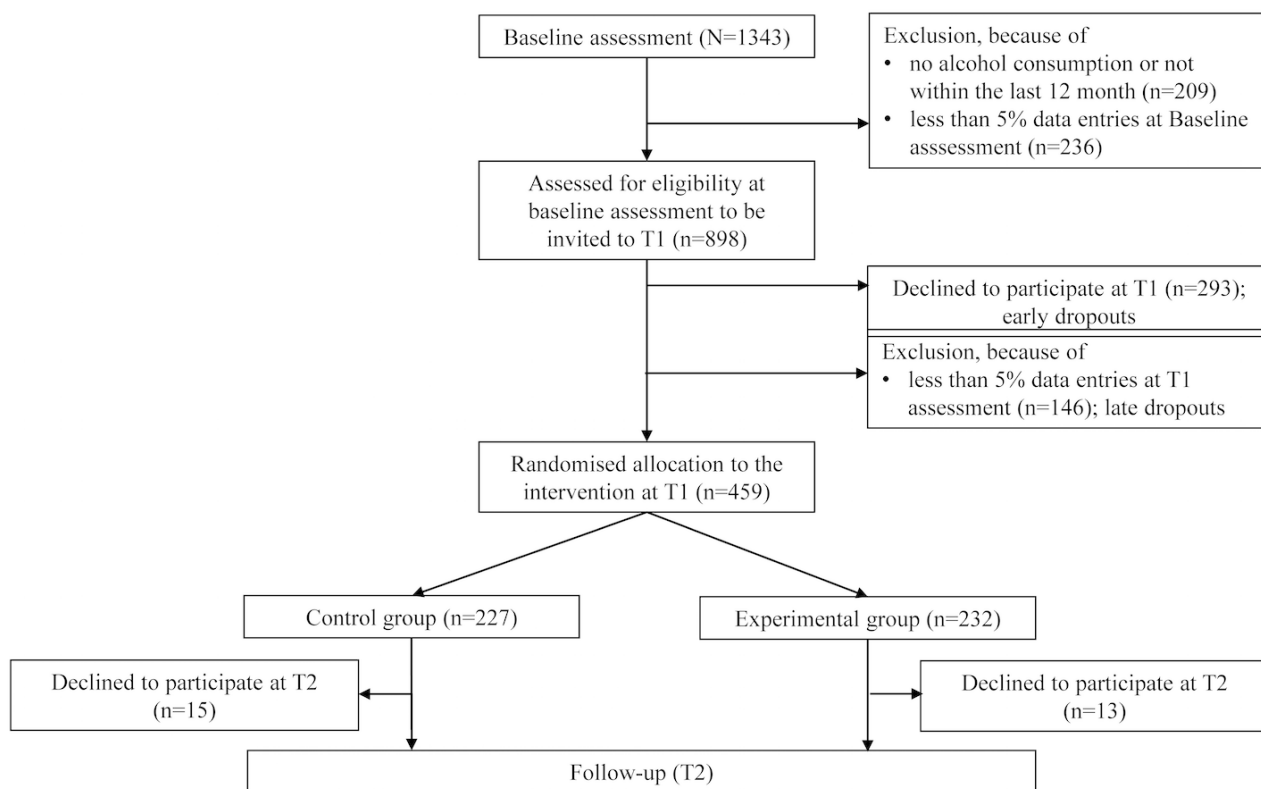 Baseline assessment (N=1343)
Exclusion, because of
• no alcohol consumption or not
within the last 12 month (n=209)
• less than 5% data entries at Baseline
asssessment (n=236)
Assessed for eligibility at
baseline assessment to be
invited to T1 (n=898)
Declined to participate at T1 (n=293);
early dropouts
Exclusion, because of
• less than 5% data entries at T1
assessment (n=146); late dropouts
Randomised allocation to the
intervention at T1 (n=459)
Control group (n=227)
Experimental group (n=232)
Declined to participate at T2
(n=15)
Declined to participate at T2
(n=13)
Follow-up (T2)